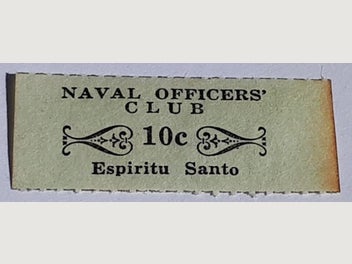 NAVAL OFFICERS'
CLUB
10c
Espiritu Santo